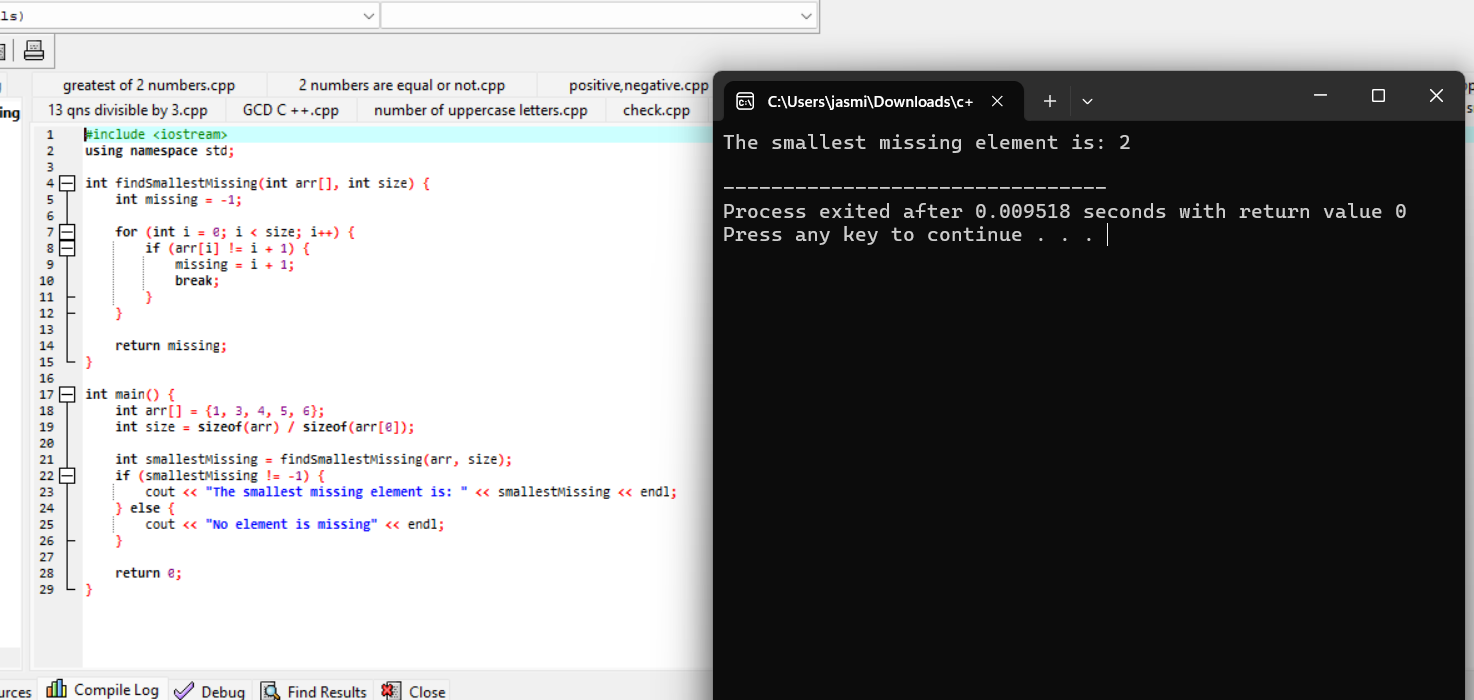 ls)
greatest of 2 numbers.cpp 2 numbers are equal or not.cpp positive,negative.cpp
ing 13 qns divisible by 3.cpp GCD C ++.cpp number of uppercase letters.cpp check.cpp
1 #include <iostream>
2 using namespace std;
3
4 int findSmallestMissing(int arr[], int size) {
5 int missing = -1;
6
7 for (int i = 0; i < size; i++) {
8 if (arr[i] != i + 1) {
9 missing = i + 1;
10 break;
11 }
12 }
13
14 return missing;
15 }
16
17 int main() {
18 int arr[] = {1, 3, 4, 5, 6};
19 int size = sizeof(arr) / sizeof(arr[0]);
20
21 int smallestMissing = findSmallestMissing(arr, size);
22 if (smallestMissing != -1) {
23 cout << "The smallest missing element is: " << smallestMissing << endl;
24 } else {
25 cout << "No element is missing" << endl;
26 }
27
28 return 0;
29 }
urces Compile Log Debug Find Results Close
C:\Users\jasmi\Downloads\c+
The smallest missing element is: 2
--------------------------------
Process exited after 0.009518 seconds with return value 0
Press any key to continue . . .